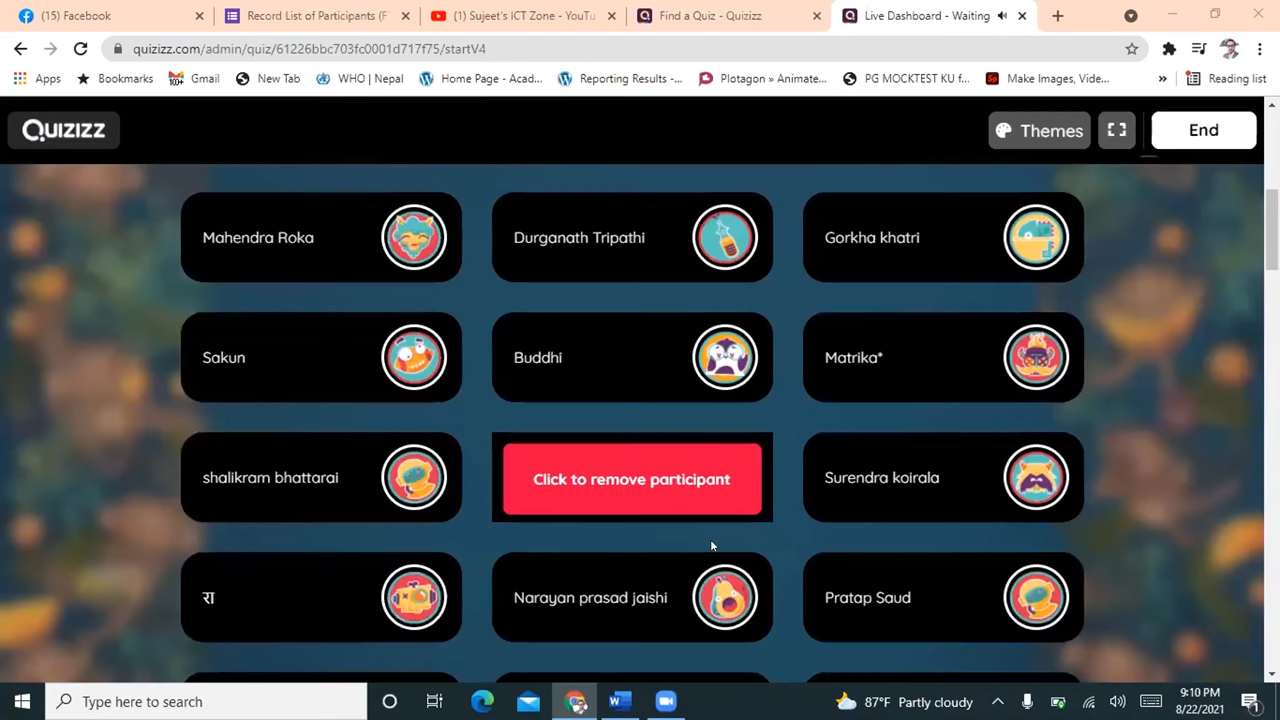 (15) Facebook
Record List of Participants (F
(1) Sujeet's ICT Zone - YouTu
Find a Quiz - Quizizz
Live Dashboard - Waiting
quizizz.com/admin/quiz/61226bbc703fc0001d717f75/startV4
Apps
Bookmarks
100+
Gmail
New Tab
WHO | Nepal
Home Page - Acad...
Reporting Results -...
Plotagon » Animate...
PG MOCKTEST KU f...
Sp
Make Images, Vide...
»
Reading list
Quizizz
Themes
End
Mahendra Roka
Durganath Tripathi
Gorkha khatri
Sakun
Buddhi
Matrika*
shalikram bhattarai
Click to remove participant
Surendra koirala
रा
Narayan prasad jaishi
Pratap Saud
Type here to search
87°F Partly cloudy
9:10 PM
8/22/2021
1